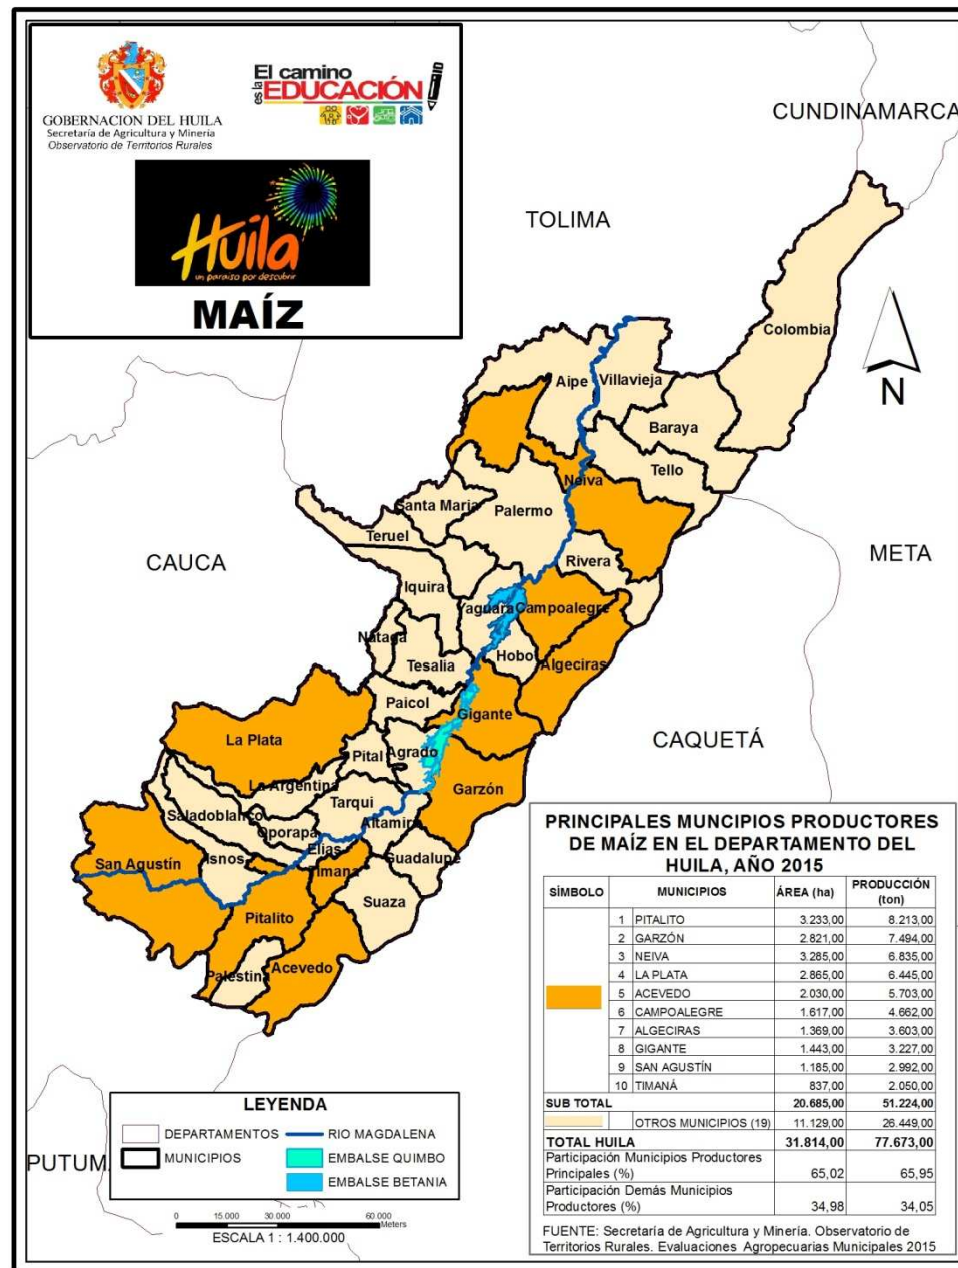 GOBERNACION DEL HUILA
Secretaría de Agricultura y Minería
Observatorio de Territorios Rurales
El camino
es la EDUCACIÓN
Huila
un paraiso por descubrir
MAÍZ
CUNDINAMARCA
TOLIMA
Colombia
Aipe
Villavieja
Baraya
N
Tello
Neiva
Santa Maria
Palermo
Teruel
META
CAUCA
Rivera
Iquira
Yaguara
Campoalegre
Nataga
Hobo
Algeciras
Tesalia
Paicol
Gigante
La Plata
CAQUETÁ
Pital
Agrado
La Argentina
Garzón
Tarqui
Saladoblanco
Altamira
Oporapa
Elias
Isnos
Guadalupe
San Agustín
Timana
Suaza
Pitalito
Acevedo
Palestina
PUTUM
PRINCIPALES MUNCIPIOS PRODUCTORES
DE MAÍZ EN EL DEPARTAMENTO DEL
HUILA, AÑO 2015
SÍMBOLO MUNICIPIOS ÁREA (ha) PRODUCCIÓN (ton)
1 PITALITO 3.233,00 8.213,00
2 GARZÓN 2.821,00 7.494,00
3 NEIVA 3.285,00 6.835,00
4 LA PLATA 2.865,00 6.445,00
5 ACEVEDO 2.030,00 5.703,00
6 CAMPOALEGRE 1.617,00 4.662,00
7 ALGECIRAS 1.369,00 3.603,00
8 GIGANTE 1.443,00 3.227,00
9 SAN AGUSTÍN 1.185,00 2.992,00
10 TIMANÁ 837,00 2.050,00
SUB TOTAL 20.685,00 51.224,00
OTROS MUNICIPIOS (19) 11.129,00 26.449,00
TOTAL HUILA 31.814,00 77.673,00
Participación Municipios Productores
Principales (%) 65,02 65,95
Participación Demás Municipios
Productores (%) 34,98 34,05
FUENTE: Secretaría de Agricultura y Minería. Observatorio de
Territorios Rurales. Evaluaciones Agropecuarias Municipales 2015
LEYENDA
DEPARTAMENTOS RIO MAGDALENA
MUNICIPIOS EMBALSE QUIMBO
EMBALSE BETANIA
0 15.000 30.000 60.000
Meters
ESCALA 1 : 1.400.000